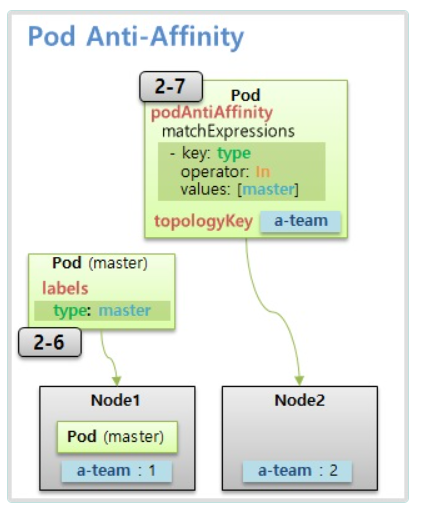 Pod Anti-Affinity
2-7
Pod
podAntiAffinity
matchExpressions
- key: type
operator: In
values: [master]
topologyKey a-team
Pod (master)
labels
type: master
2-6
Node1
Pod (master)
a-team : 1
Node2
a-team : 2